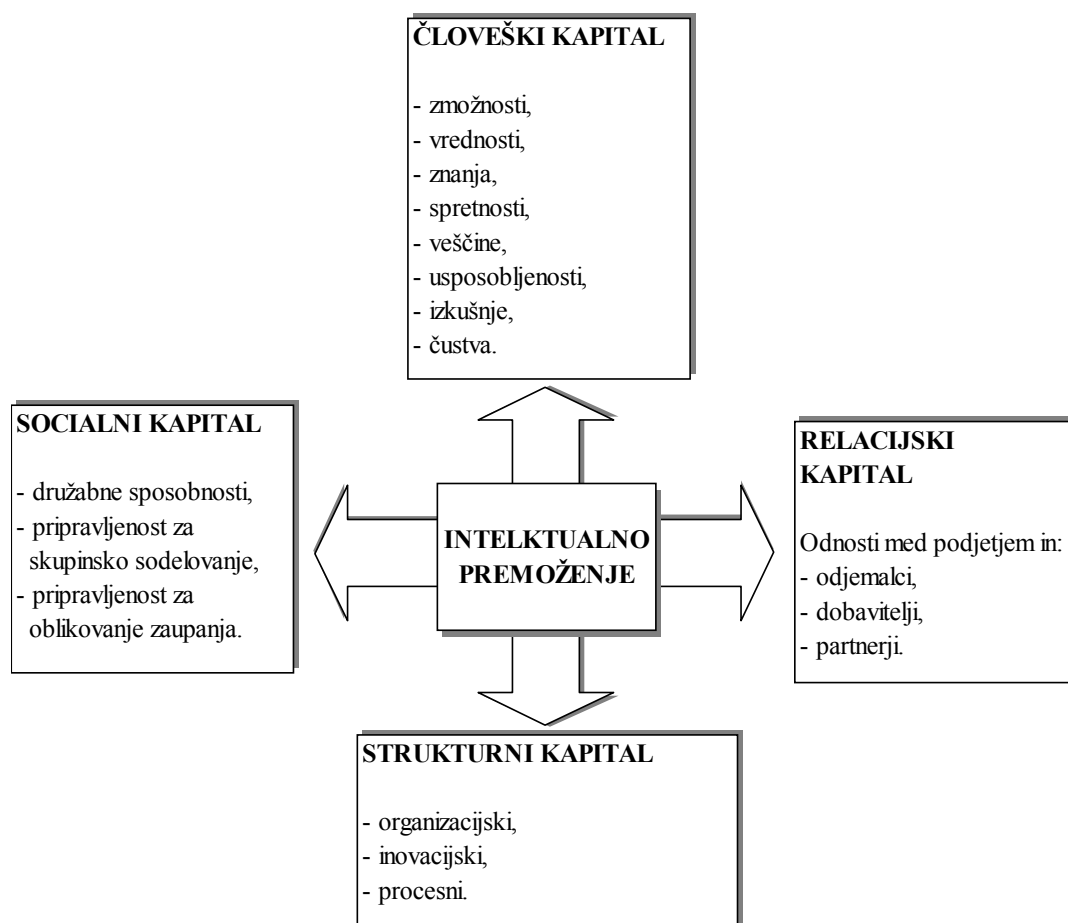 ČLOVEŠKI KAPITAL
- zmožnosti,
- vrednosti,
- znanja,
- spretnosti,
- veščine,
- usposobljenosti,
- izkušnje,
- čustva.
SOCIALNI KAPITAL
- družabne sposobnosti,
- pripravljenost za
skupinsko sodelovanje,
- pripravljenost za
oblikovanje zaupanja.
INTELKTUALNO
PREMOŽENJE
RELACIJSKI
KAPITAL
Odnosti med podjetjem in:
- odjemalci,
- dobavitelji,
- partnerji.
STRUKTURNI KAPITAL
- organizacijski,
- inovacijski,
- procesni.